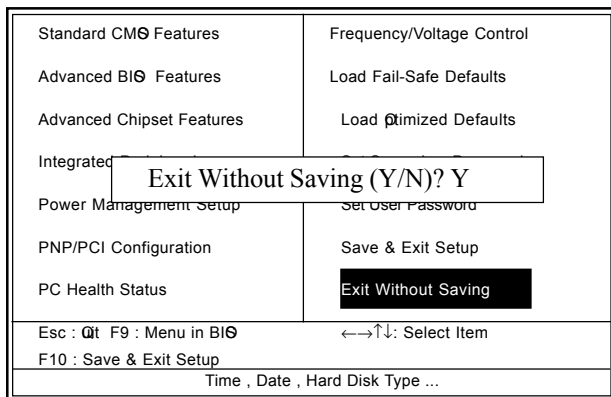 Standard CMOS Features
Advanced BIOS Features
Advanced Chipset Features
Integrated
Power Management Setup
PNP/PCI Configuration
PC Health Status
Frequency/Voltage Control
Load Fail-Safe Defaults
Load Optimized Defaults
Set User Password
Save & Exit Setup
Exit Without Saving
Exit Without Saving (Y/N)? Y
Esc : Quit F9 : Menu in BIOS
←→↑↓: Select Item
F10 : Save & Exit Setup
Time , Date , Hard Disk Type ...